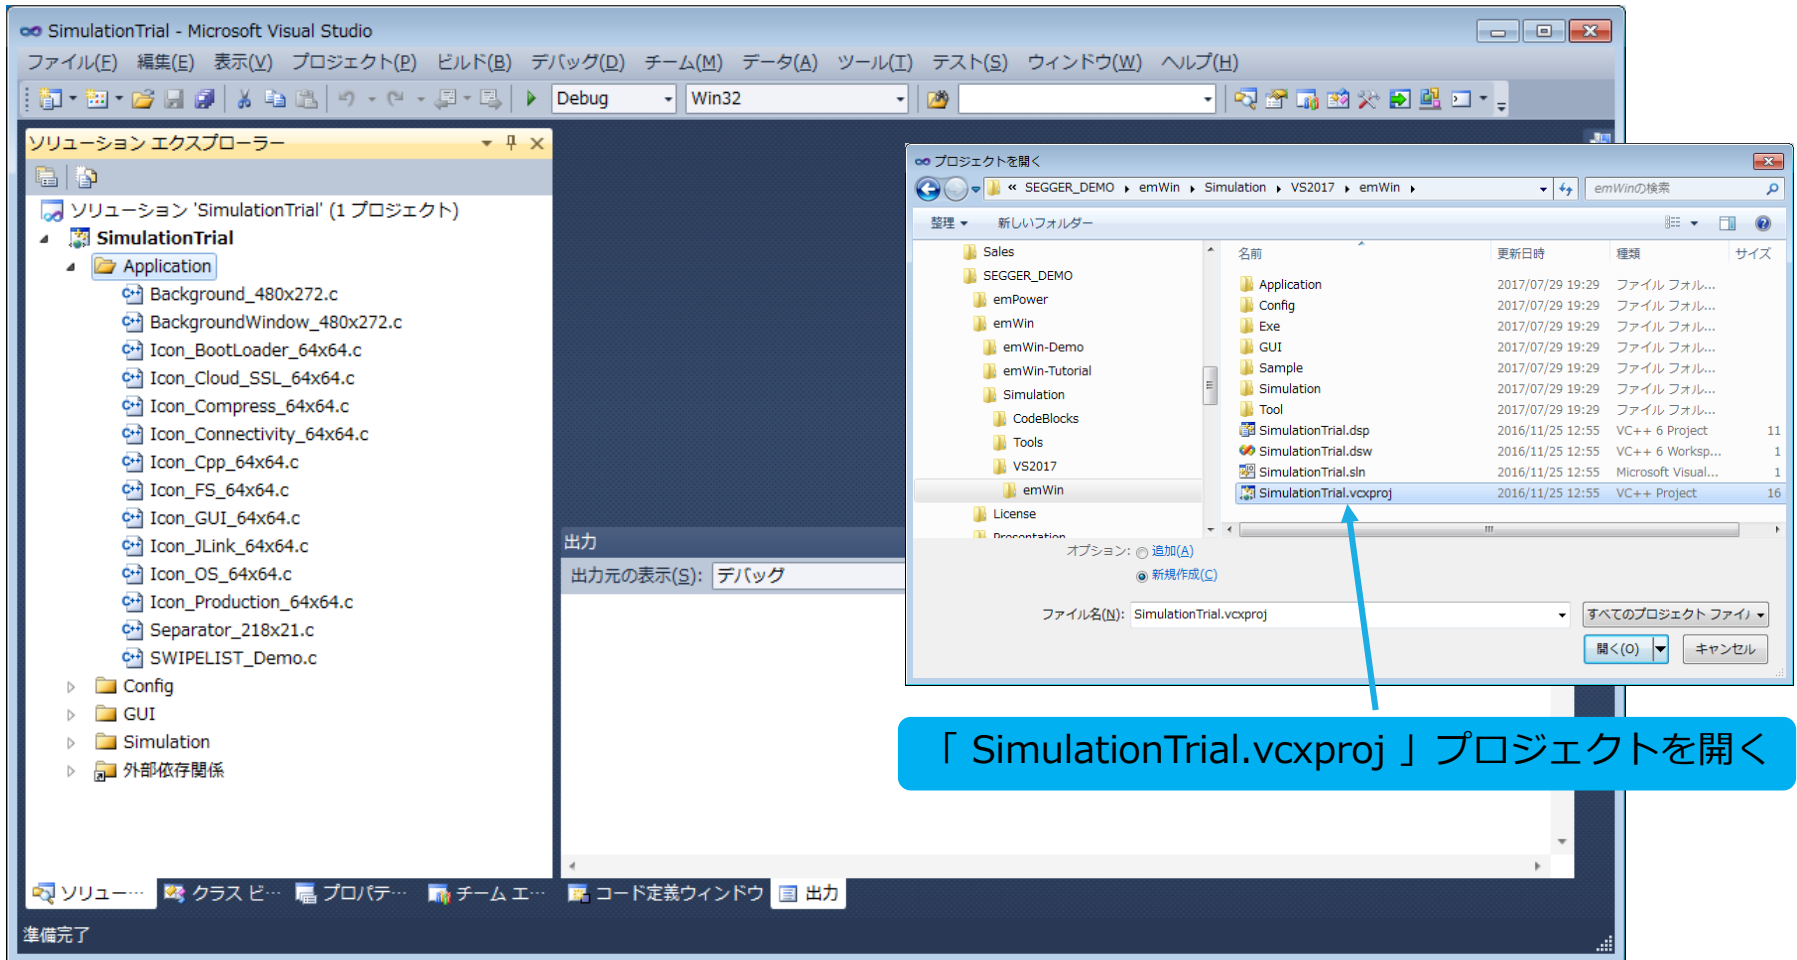 SimulationTrial - Microsoft Visual Studio
ファイル(F) 編集(E) 表示(V) プロジェクト(P) ビルド(B) デバッグ(D) チーム(M) データ(A) ツール(T) テスト(S) ウィンドウ(W) ヘルプ(H)
Debug Win32
ソリューション エクスプローラー
ソリューション 'SimulationTrial' (1 プロジェクト)
SimulationTrial
Application
Background_480x272.c
BackgroundWindow_480x272.c
Icon_BootLoader_64x64.c
Icon_Cloud_SSL_64x64.c
Icon_Compress_64x64.c
Icon_Connectivity_64x64.c
Icon_Cpp_64x64.c
Icon_FS_64x64.c
Icon_GUI_64x64.c
Icon_JLink_64x64.c
Icon_OS_64x64.c
Icon_Production_64x64.c
Separator_218x21.c
SWIPELIST_Demo.c
Config
GUI
Simulation
外部依存関係
ソリュー… クラス ビ… プロパテ… チーム エ…
出力
出力元の表示(S): デバッグ
コード定義ウィンドウ 出力
準備完了
プロジェクトを開く
« SEGGER_DEMO emWin Simulation VS2017 emWin
emWinの検索
整理 新しいフォルダー
Sales
SEGGER_DEMO
emPower
emWin
emWin-Demo
emWin-Tutorial
Simulation
CodeBlocks
Tools
VS2017
emWin
License
Presentation
名前 更新日時 種類 サイズ
Application 2017/07/29 19:29 ファイル フォル...
Config 2017/07/29 19:29 ファイル フォル...
Exe 2017/07/29 19:29 ファイル フォル...
GUI 2017/07/29 19:29 ファイル フォル...
Sample 2017/07/29 19:29 ファイル フォル...
Simulation 2017/07/29 19:29 ファイル フォル...
Tool 2017/07/29 19:29 ファイル フォル...
SimulationTrial.dsp 2016/11/25 12:55 VC++ 6 Project 11
SimulationTrial.dsw 2016/11/25 12:55 VC++ 6 Worksp... 1
SimulationTrial.sln 2016/11/25 12:55 Microsoft Visual... 1
SimulationTrial.vcxproj 2016/11/25 12:55 VC++ Project 16
オプション: 追加(A)
新規作成(C)
ファイル名(N): SimulationTrial.vcxproj すべてのプロジェクト ファイ
開く(O) キャンセル
「 SimulationTrial.vcxproj 」プロジェクトを開く